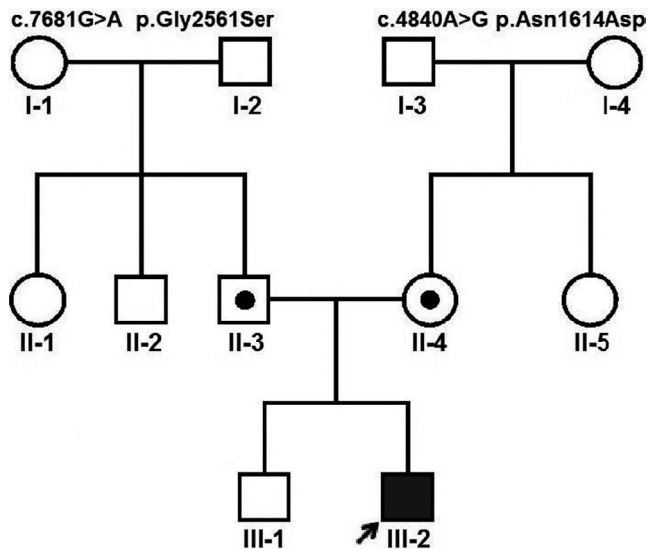 c.7681G>A p.Gly2561Ser c.4840A>G p.Asn1614Asp
I-1 I-2 I-3 I-4
II-1 II-2 II-3 II-4 II-5
III-1 III-2